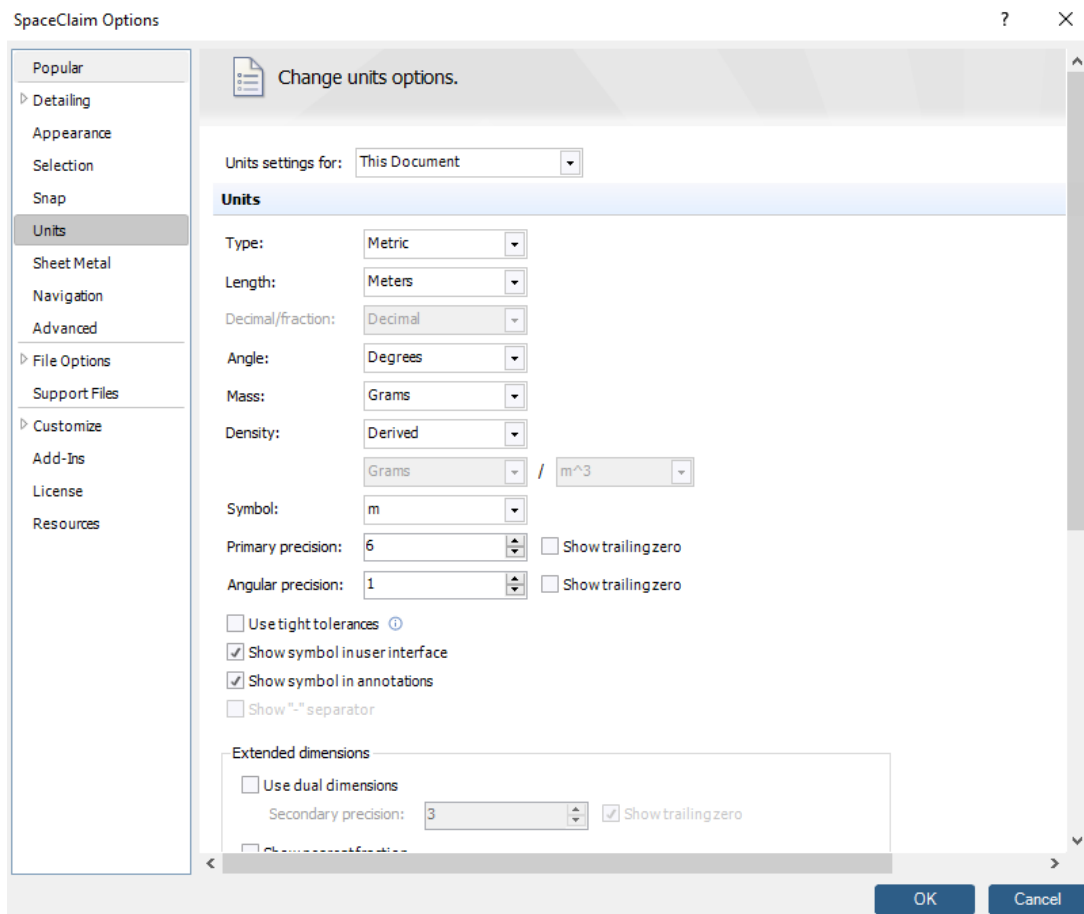 SpaceClaim Options
?
Popular
Detailing
Appearance
Selection
Snap
Units
Sheet Metal
Navigation
Advanced
File Options
Support Files
Customize
Add-Ins
License
Resources
Change units options.
Units settings for: This Document
Units
Type: Metric
Length: Meters
Decimal/fraction: Decimal
Angle: Degrees
Mass: Grams
Density: Derived
Grams / m^3
Symbol: m
Primary precision: 6 Show trailing zero
Angular precision: 1 Show trailing zero
Use tight tolerances
Show symbol in user interface
Show symbol in annotations
Show "-" separator
Extended dimensions
Use dual dimensions
Secondary precision: 3 Show trailing zero
Show nearest fraction
OK Cancel